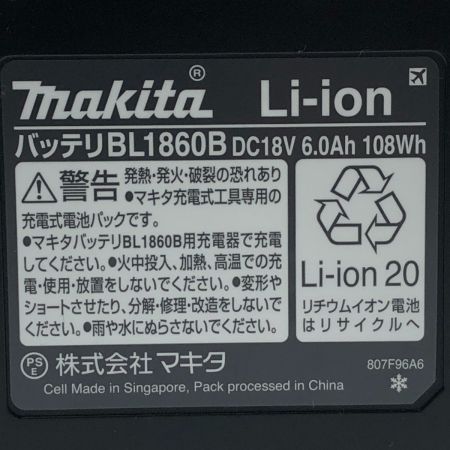 makita® Li-ion
バッテリBL1860B DC18V 6.0Ah 108Wh
警告 発熱・発火・破裂の恐れあり
●マキタ充電式工具専用の
充電式電池パックです。
●マキタバッテリBL1860B用充電器で充電
してください。●火中投入、加熱、高温での充
電・使用・放置をしないでください。●変形や
ショートさせたり、分解・修理・改造をしないで
ください。●雨や水にぬらさないでください。
Li-ion 20
リチウムイオン電池
はリサイクルへ
PS
E
株式会社マキタ
807F96A6
Cell Made in Singapore, Pack processed in China